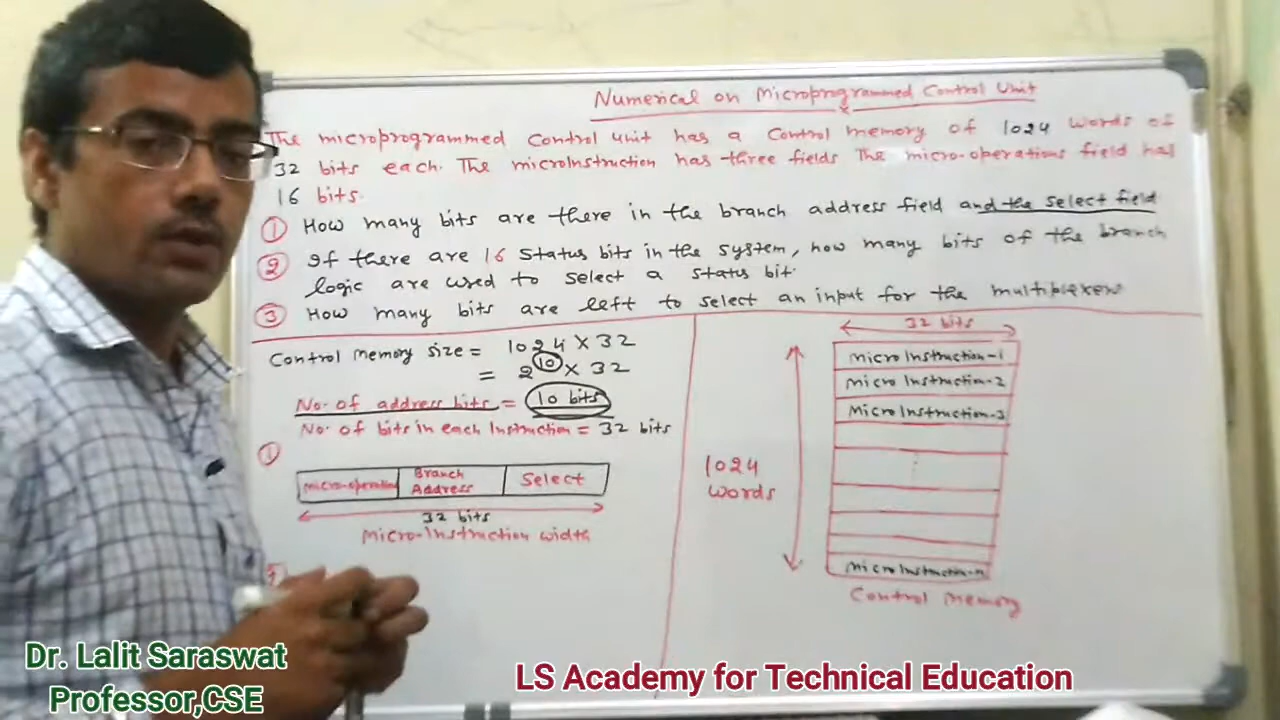 Numerical on Microprogrammed Control Unit
The microprogrammed control unit has a control memory of 1024 words of
32 bits each. The microinstruction has three fields The micro-operations field has
16 bits.
① How many bits are there in the branch address field and the select field
② If there are 16 status bits in the system, how many bits of the branch
logic are used to select a status bit.
③ How many bits are left to select an input for the multiplexers
Control memory size = 1024 × 32
= 2^10 × 32
No. of address bits = 10 bits
No. of bits in each Instruction = 32 bits
①
micro-operation Branch Address Select
32 bits
Micro-Instruction width
32 bits
Micro Instruction-1
Micro Instruction-2
Micro Instruction-3
1024
words
Micro Instruction-n
Control Memory
Dr. Lalit Saraswat
Professor,CSE
LS Academy for Technical Education